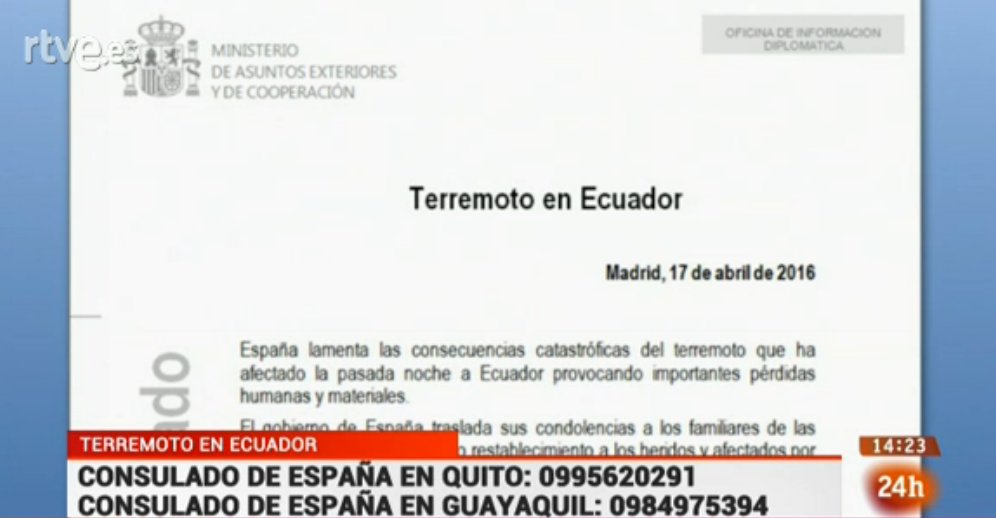 rtve.es
MINISTERIO
DE ASUNTOS EXTERIORES
Y DE COOPERACIÓN
OFICINA DE INFORMACION
DIPLOMATICA
Terremoto en Ecuador
Madrid, 17 de abril de 2016
España lamenta las consecuencias catastróficas del terremoto que ha
afectado la pasada noche a Ecuador provocando importantes pérdidas
humanas y materiales.
El gobierno de España traslada sus condolencias a los familiares de las
restablecimiento a los heridos y afectados por
TERREMOTO EN ECUADOR
14:23
CONSULADO DE ESPAÑA EN QUITO: 0995620291
CONSULADO DE ESPAÑA EN GUAYAQUIL: 0984975394
24h